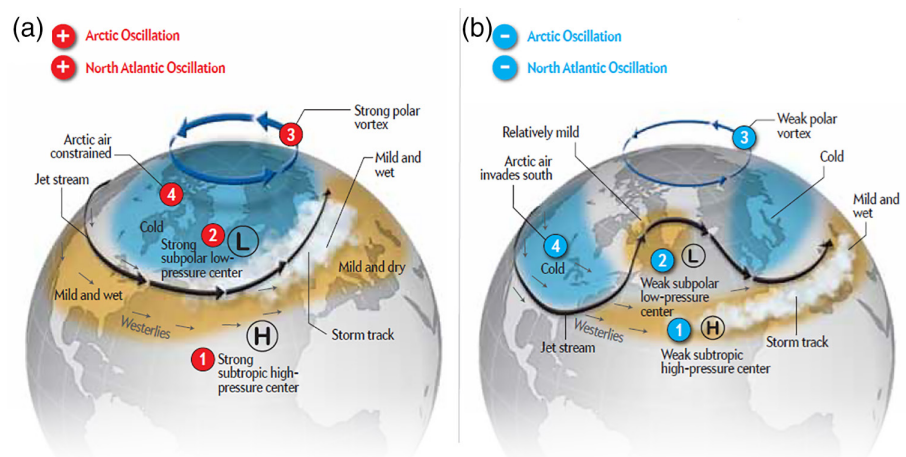 (a)
+ Arctic Oscillation
+ North Atlantic Oscillation
Strong polar
vortex
3
Arctic air
constrained
Mild and
wet
Jet stream
4
Cold
2
L
Strong
subpolar low-
pressure center
Mild and dry
Mild and wet
Westerlies
H
Storm track
1
Strong
subtropic high-
pressure center
(b)
- Arctic Oscillation
- North Atlantic Oscillation
Weak polar
vortex
3
Relatively mild
Arctic air
invades south
Cold
Mild and
wet
4
Cold
2
L
Weak subpolar
low-pressure
center
Westerlies
1
H
Storm track
Jet stream
Weak subtropic
high-pressure center